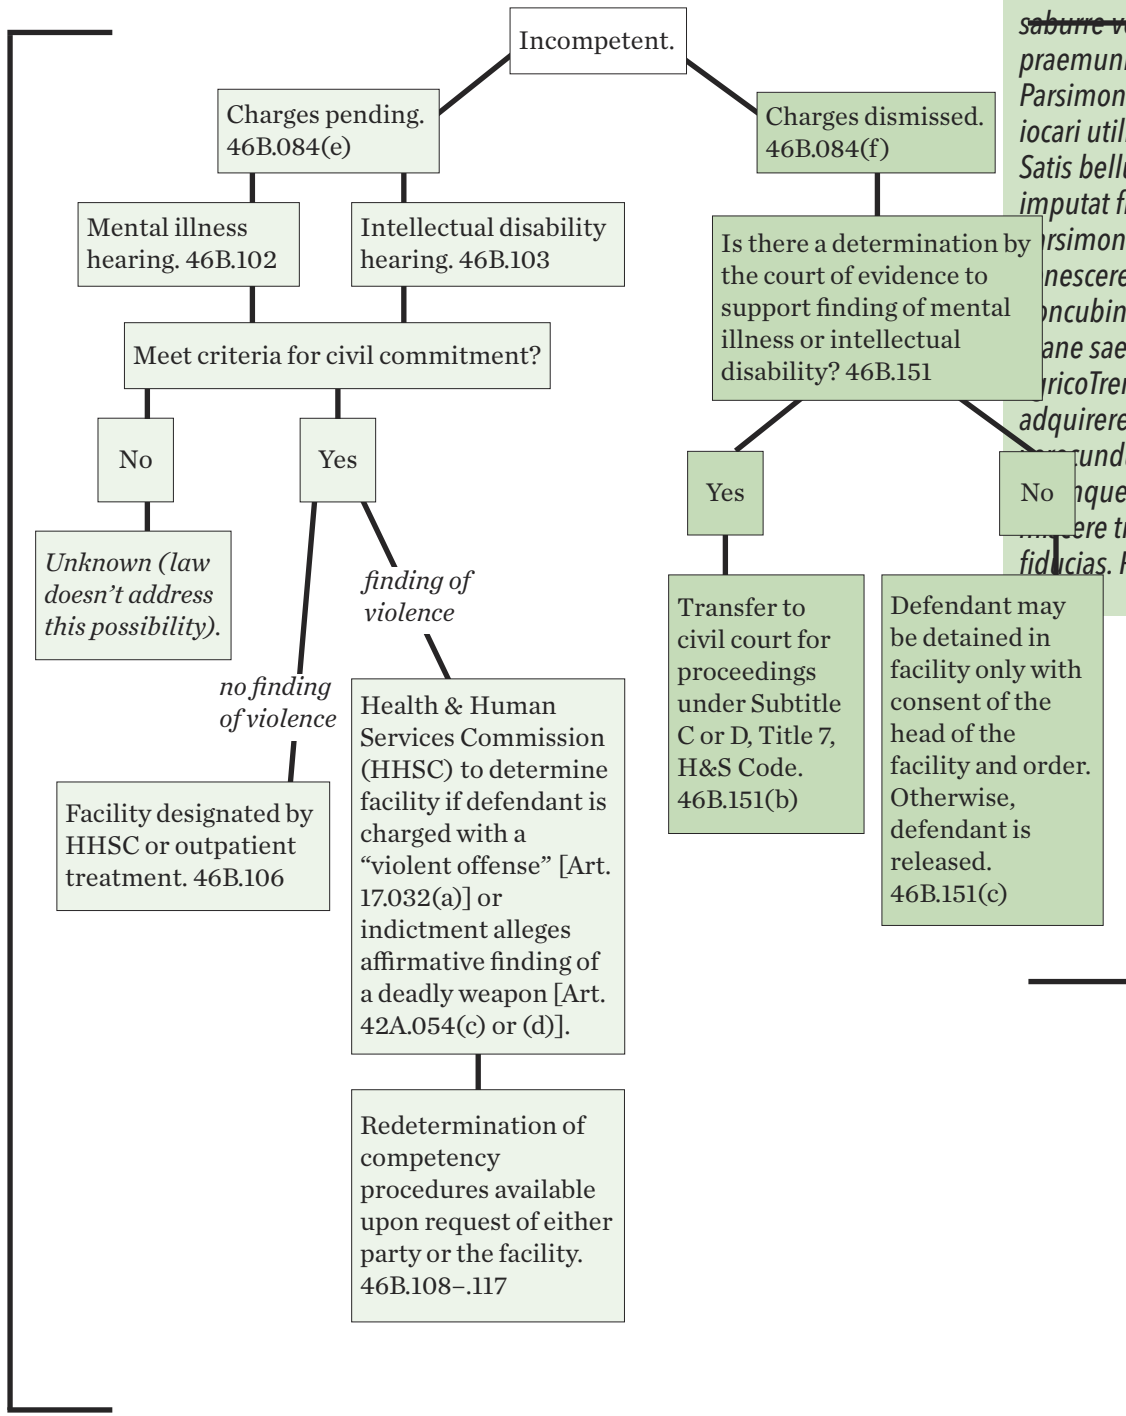 Incompetent.
Charges pending.
46B.084(e)
Mental illness
hearing. 46B.102
Intellectual disability
hearing. 46B.103
Meet criteria for civil commitment?
No
Yes
Unknown (law
doesn’t address
this possibility).
no finding
of violence
finding of
violence
Facility designated by
HHSC or outpatient
treatment. 46B.106
Health & Human
Services Commission
(HHSC) to determine
facility if defendant is
charged with a
“violent offense” [Art.
17.032(a)] or
indictment alleges
affirmative finding of
a deadly weapon [Art.
42A.054(c) or (d)].
Redetermination of
competency
procedures available
upon request of either
party or the facility.
46B.108–.117
Charges dismissed.
46B.084(f)
Is there a determination by
the court of evidence to
support finding of mental
illness or intellectual
disability? 46B.151
Yes
No
Transfer to
civil court for
proceedings
under Subtitle
C or D, Title 7,
H&S Code.
46B.151(b)
Defendant may
be detained in
facility only with
consent of the
head of the
facility and order.
Otherwise,
defendant is
released.
46B.151(c)
saburre
Parsimon
iocari
Satis
imputat
adquirere
fiducias.